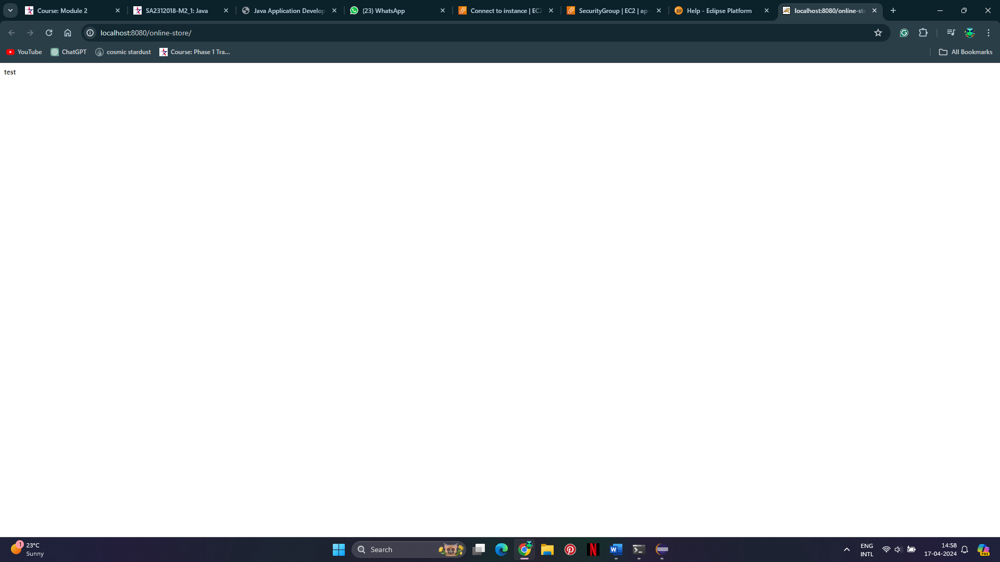 Course: Module 2
SA2312018-M2_1: Java
Java Application Develop
(23) WhatsApp
Connect to instance | EC2
SecurityGroup | EC2 | ap-
Help - Eclipse Platform
localhost:8080/online-sto
localhost:8080/online-store/
YouTube
ChatGPT
cosmic stardust
Course: Phase 1 Tra...
All Bookmarks
test
1
23°C
Sunny
Search
ENG
INTL
14:58
17-04-2024
PRE